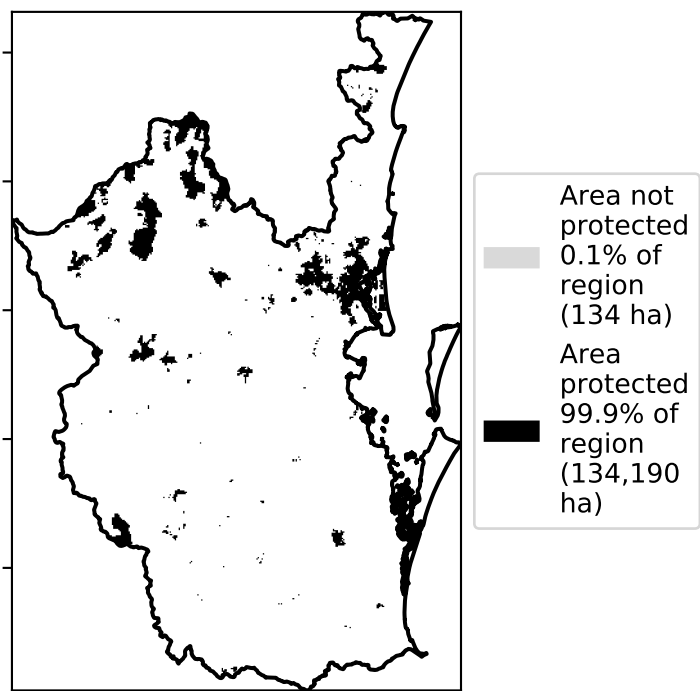 Area not
protected
0.1% of
region
(134 ha)
Area
protected
99.9% of
region
(134,190
ha)